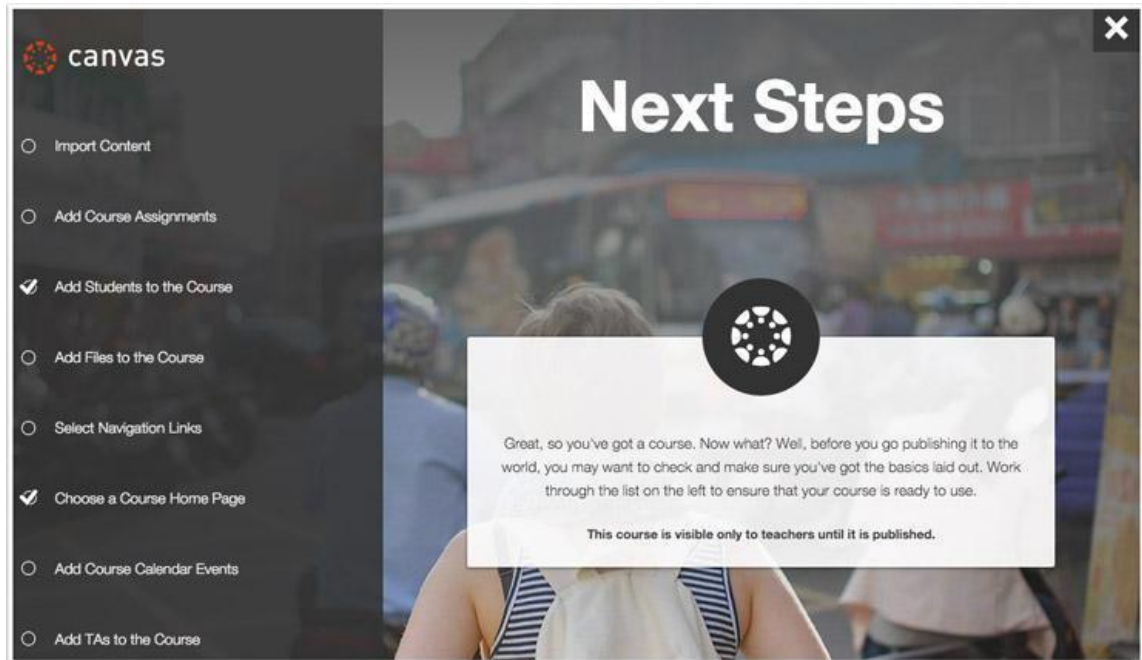 canvas
Import Content
Add Course Assignments
Add Students to the Course
Add Files to the Course
Select Navigation Links
Choose a Course Home Page
Add Course Calendar Events
Add TAs to the Course
Next Steps
Great, so you've got a course. Now what? Well, before you go publishing it to the
world, you may want to check and make sure you've got the basics laid out. Work
through the list on the left to ensure that your course is ready to use.
This course is visible only to teachers until it is published.